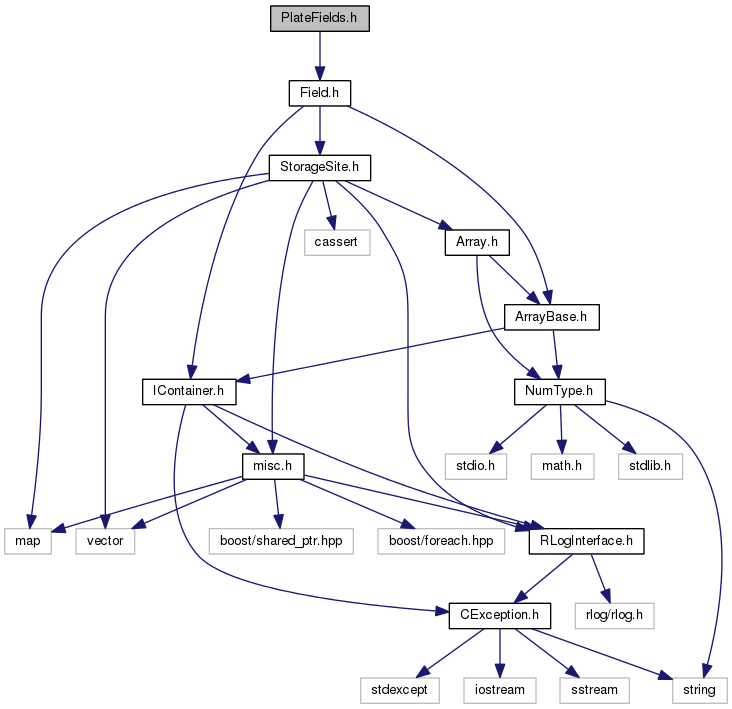 PlateFields.h
Field.h
StorageSite.h
cassert
Array.h
ArrayBase.h
IContainer.h
NumType.h
misc.h
stdio.h
math.h
stdlib.h
map
vector
boost/shared_ptr.hpp
boost/foreach.hpp
RLogInterface.h
CException.h
rlog/rlog.h
stdexcept
iostream
sstream
string